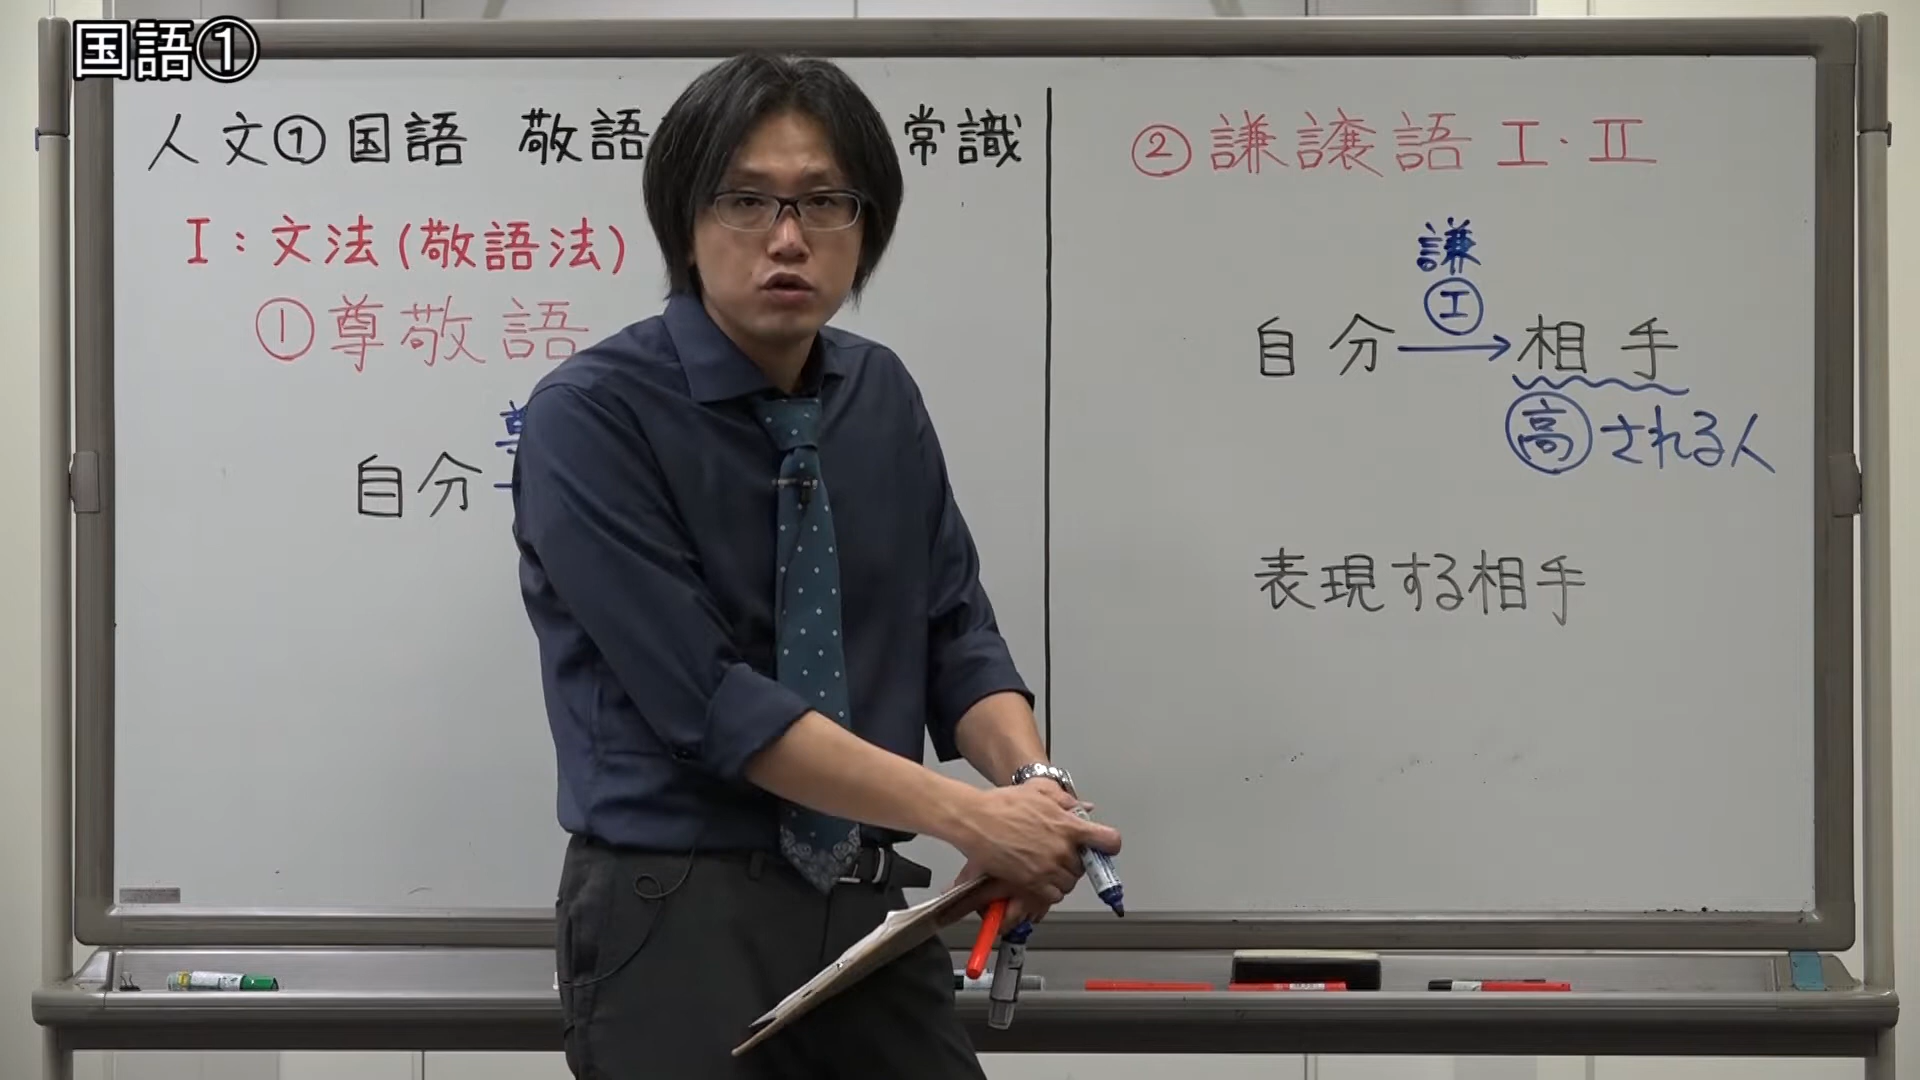 国語①
人文①国語 敬語 常識
Ⅰ:文法(敬語法)
①尊敬語
尊
自分
②謙譲語Ⅰ・Ⅱ
謙
Ⅰ
自分→相手
高される人
表現する相手